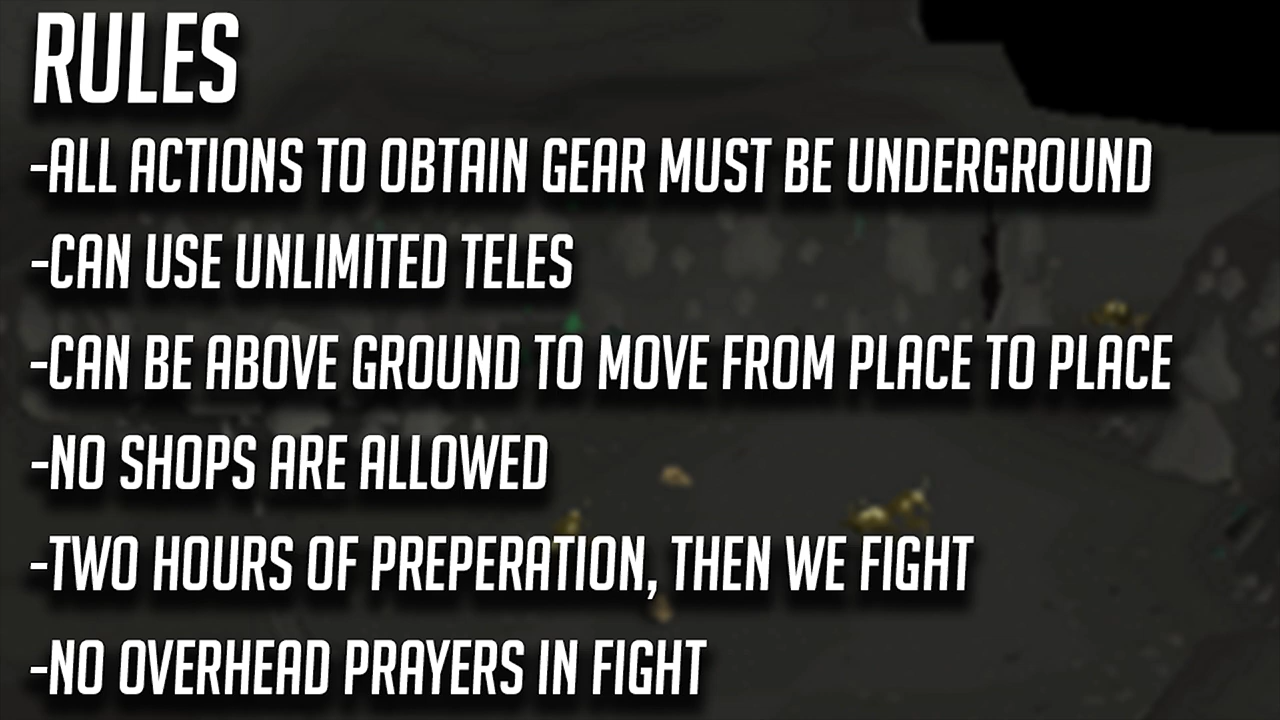 RULES
-ALL ACTIONS TO OBTAIN GEAR MUST BE UNDERGROUND
-CAN USE UNLIMITED TELES
-CAN BE ABOVE GROUND TO MOVE FROM PLACE TO PLACE
-NO SHOPS ARE ALLOWED
-TWO HOURS OF PREPERATION, THEN WE FIGHT
-NO OVERHEAD PRAYERS IN FIGHT